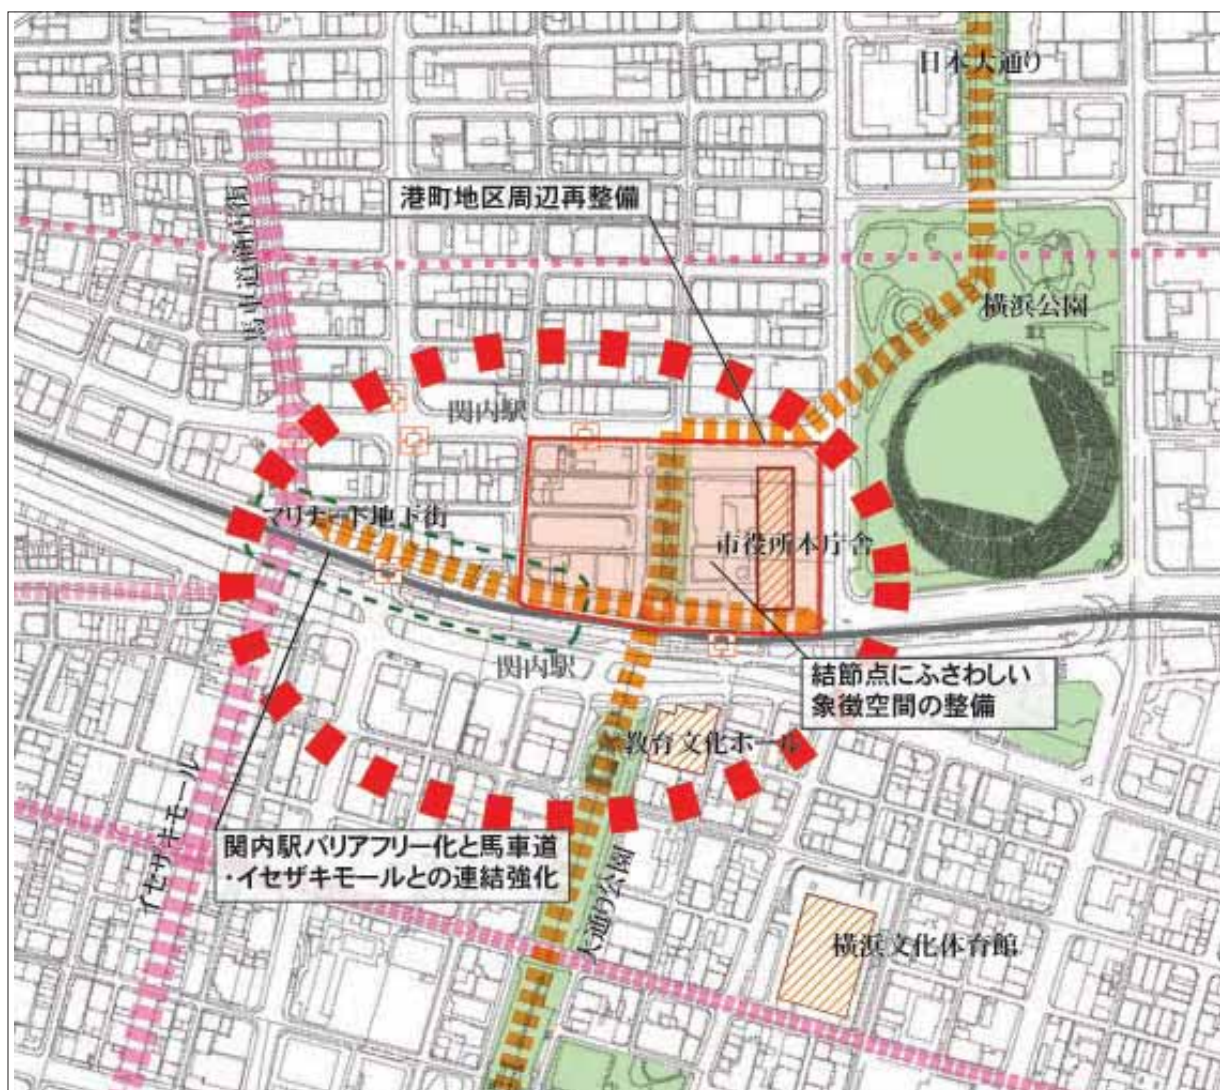 日本大通り
港町地区周辺再整備
馬車道商店街
横浜公園
関内駅
マリナード地下街
市役所本庁舎
関内駅
結節点にふさわしい
象徴空間の整備
教育文化ホール
イセザキモール
関内駅バリアフリー化と馬車道
・イセザキモールとの連結強化
大通り公園
横浜文化体育館